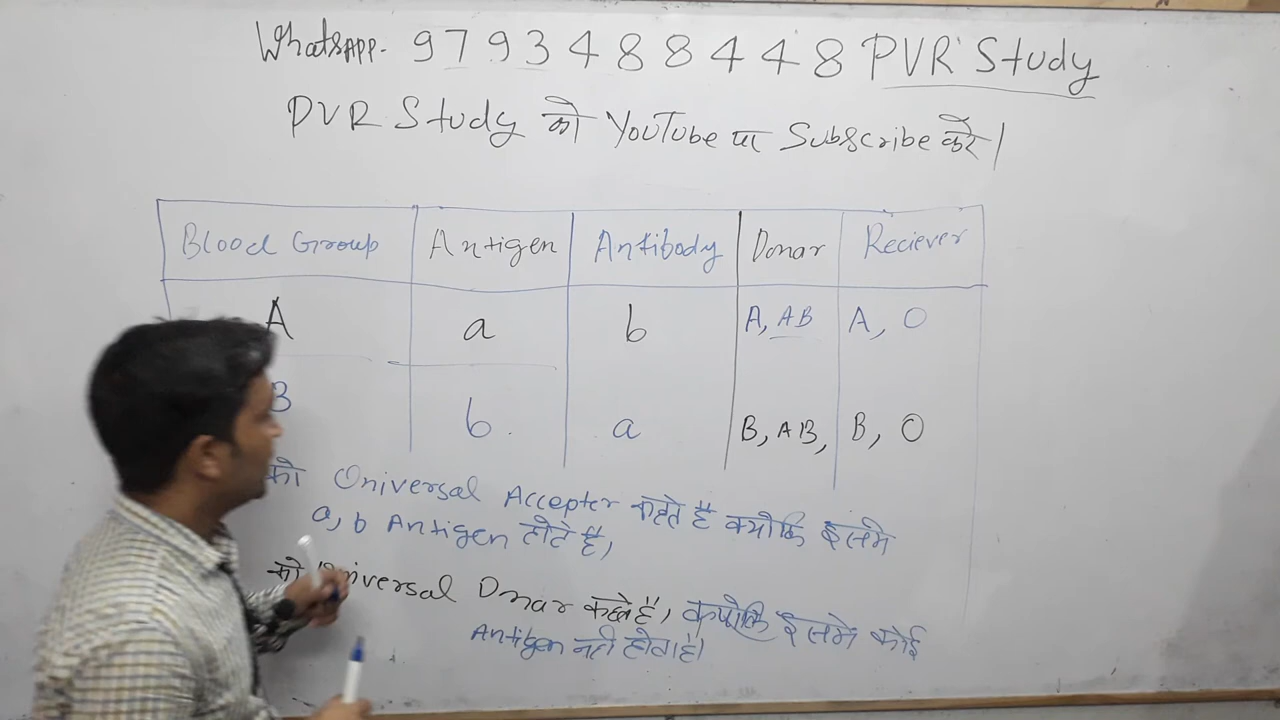 WhatsAPP. 9793488448 PVR Study
PVR Study को YouTube पर Subscribe करें।
Blood Group Antigen Antibody Donar Reciever
A a b A, AB A, O
B b a B, AB, B, O
को Universal Accepter कहते है क्योकि इसमे
a, b Antigen होते है,
को Universal Donar कहते है, क्योकि इसमे कोई
Antigen नही होता है।